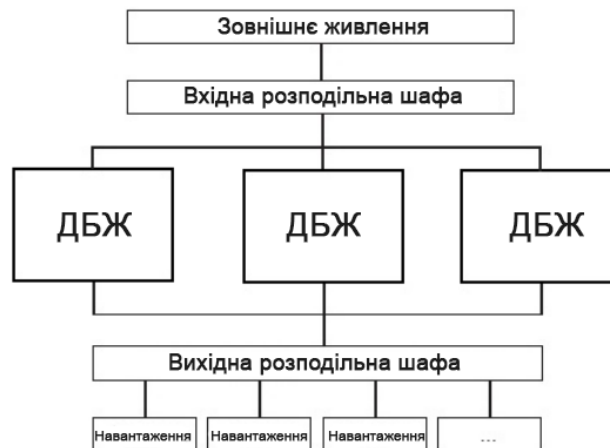 Зовнішнє живлення
Вхідна розподільна шафа
ДБЖ ДБЖ ДБЖ
Вихідна розподільна шафа
Навантаження Навантаження Навантаження ...